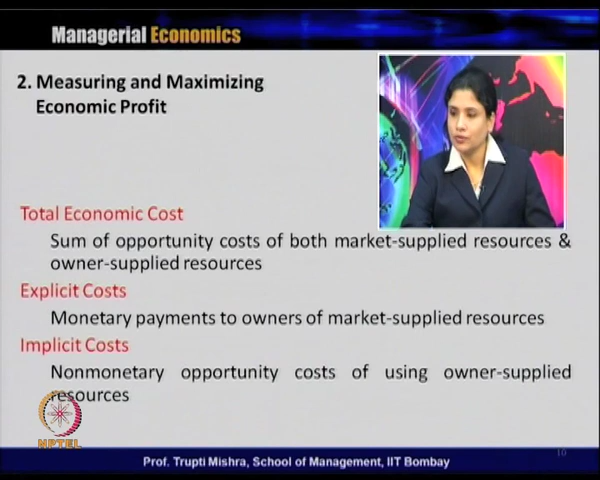 Managerial Economics
2. Measuring and Maximizing
Economic Profit
Total Economic Cost
Sum of opportunity costs of both market-supplied resources &
owner-supplied resources
Explicit Costs
Monetary payments to owners of market-supplied resources
Implicit Costs
Nonmonetary opportunity costs of using owner-supplied
resources
NPTEL
10
Prof. Trupti Mishra, School of Management, IIT Bombay